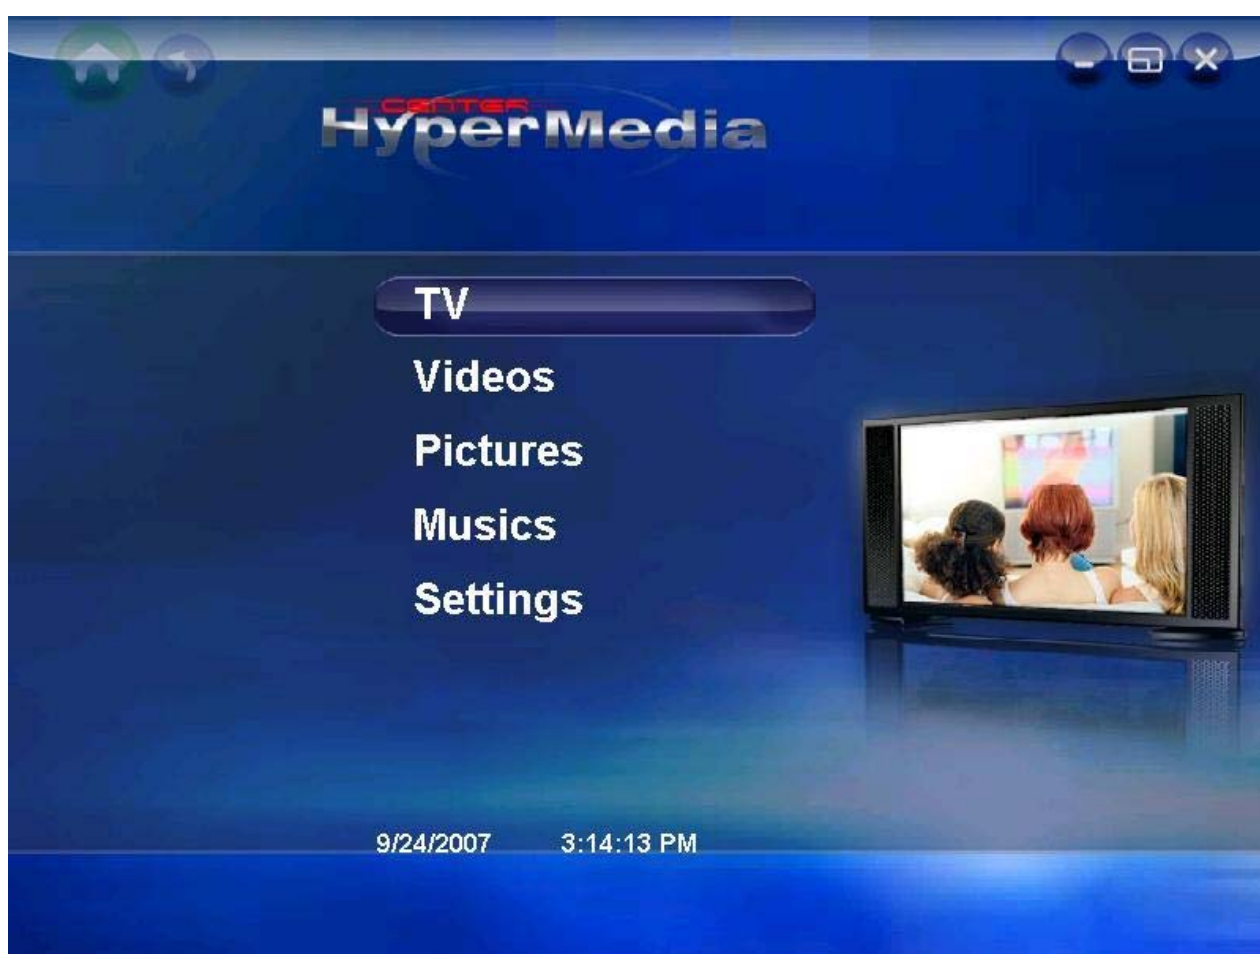 CENTER
HyperMedia
TV
Videos
Pictures
Musics
Settings
9/24/2007 3:14:13 PM